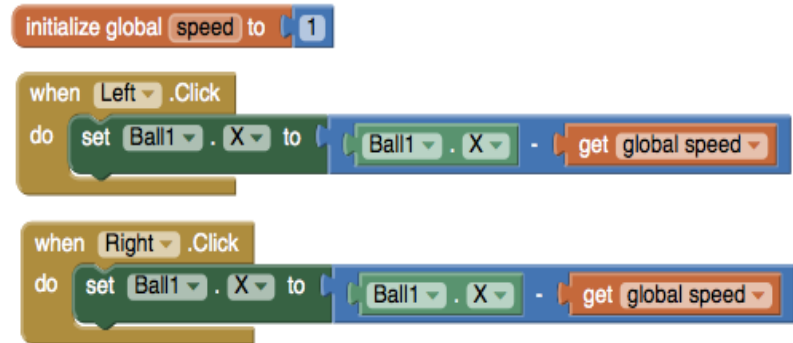 initialize global speed to 1
when Left .Click
do set Ball1 . X to Ball1 . X - get global speed
when Right .Click
do set Ball1 . X to Ball1 . X - get global speed